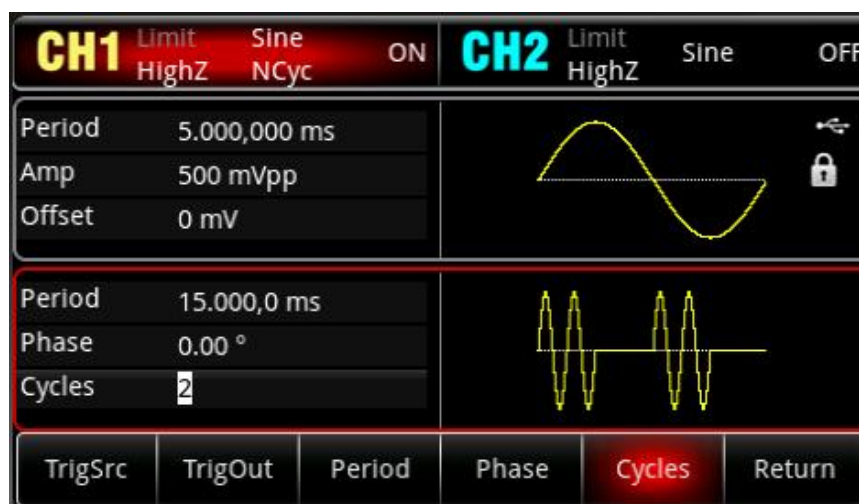 CH1 Limit Sine ON CH2 Limit Sine OFF
HighZ NCyc HighZ
Period 5.000,000 ms
Amp 500 mVpp
Offset 0 mV
Period 15.000,0 ms
Phase 0.00 °
Cycles 2
TrigSrc TrigOut Period Phase Cycles Return